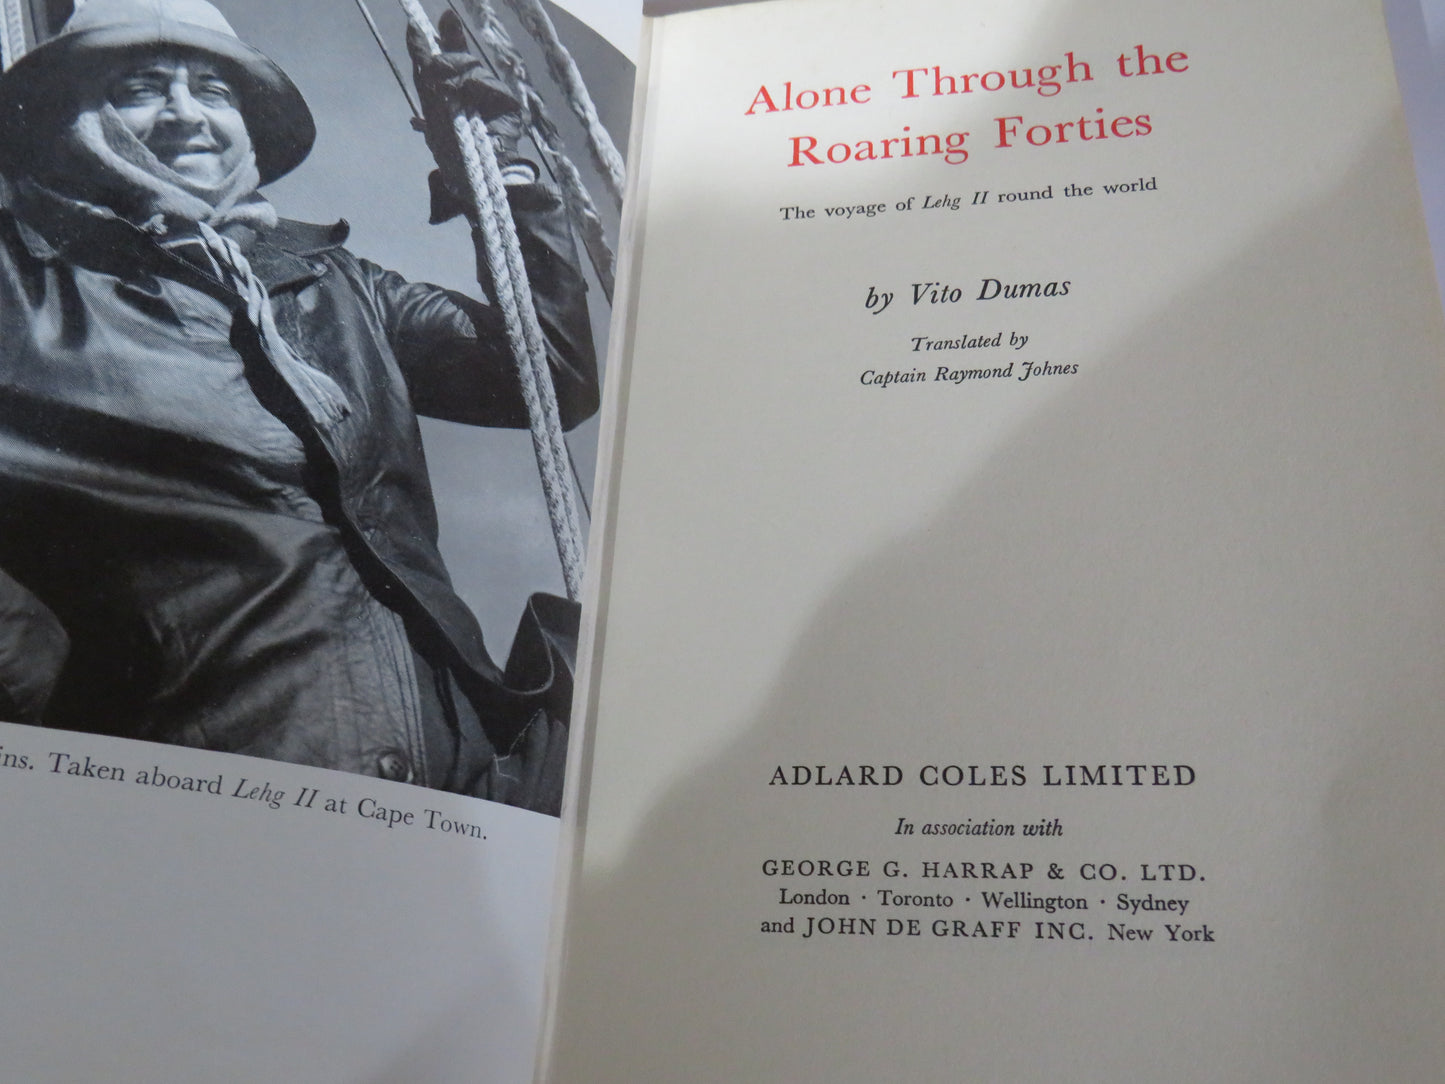 ins. Taken aboard Lehg II at Cape Town.
Alone Through the
Roaring Forties
The voyage of Lehg II round the world
by Vito Dumas
Translated by
Captain Raymond Johnes
ADLARD COLES LIMITED
In association with
GEORGE G. HARRAP & CO. LTD.
London · Toronto · Wellington · Sydney
and JOHN DE GRAFF INC. New York